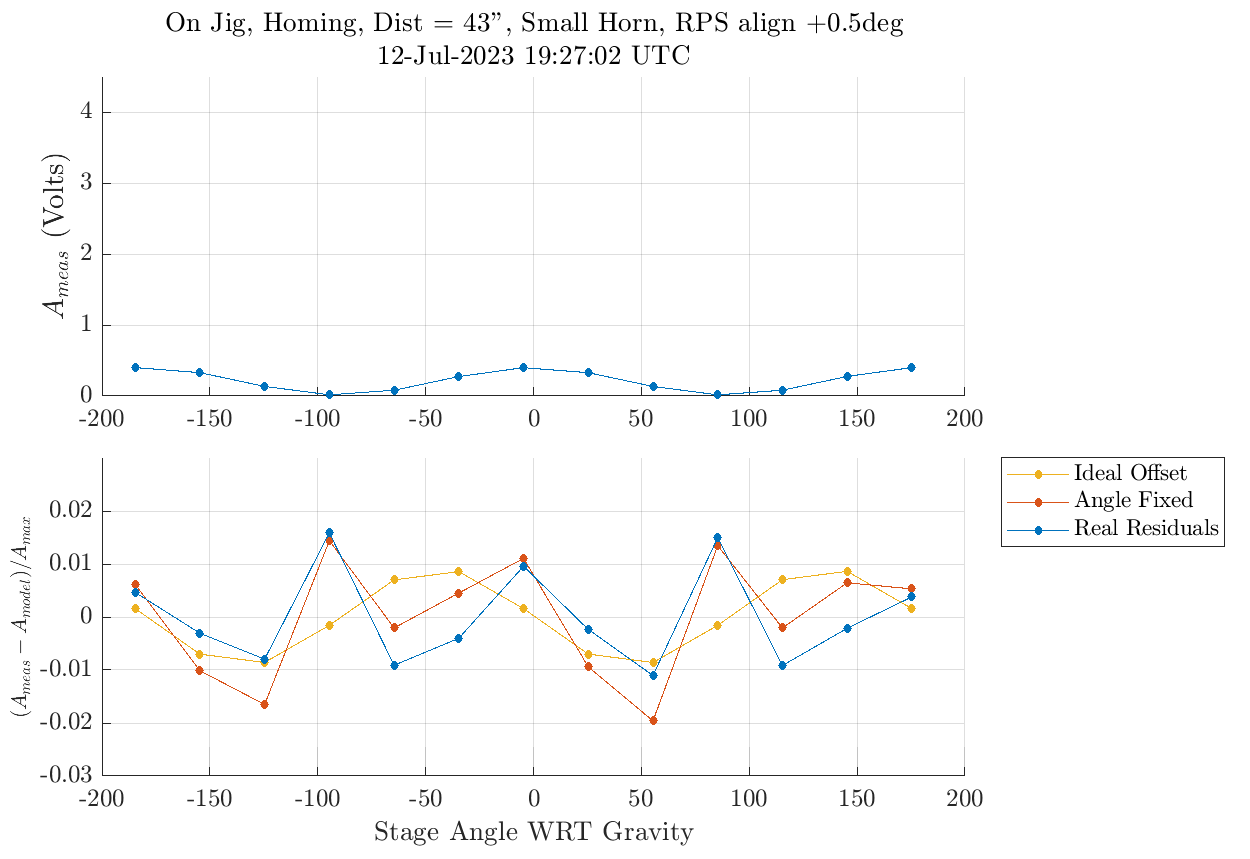 On Jig, Homing, Dist = 43”, Small Horn, RPS align +0.5deg
12-Jul-2023 19:27:02 UTC
4
3
2
1
0
A_meas (Volts)
-200 -150 -100 -50 0 50 100 150 200
0.02
0.01
0
-0.01
-0.02
-0.03
(A_meas − A_model)/A_max
-200 -150 -100 -50 0 50 100 150 200
Stage Angle WRT Gravity
Ideal Offset
Angle Fixed
Real Residuals